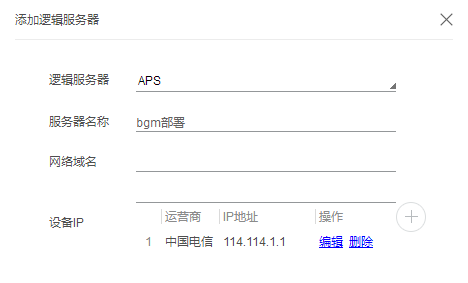 添加逻辑服务器
逻辑服务器 APS
服务器名称 bgm部署
网络域名
设备IP
运营商 IP地址 操作
1 中国电信 114.114.1.1 编辑 删除